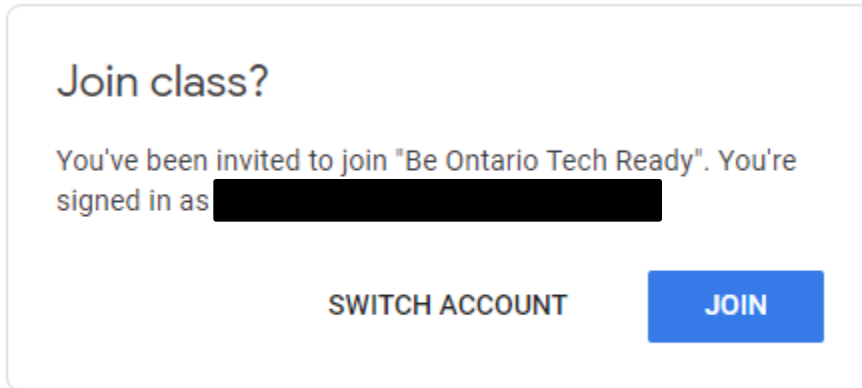 Join class?
You've been invited to join "Be Ontario Tech Ready". You're
signed in as
SWITCH ACCOUNT
JOIN